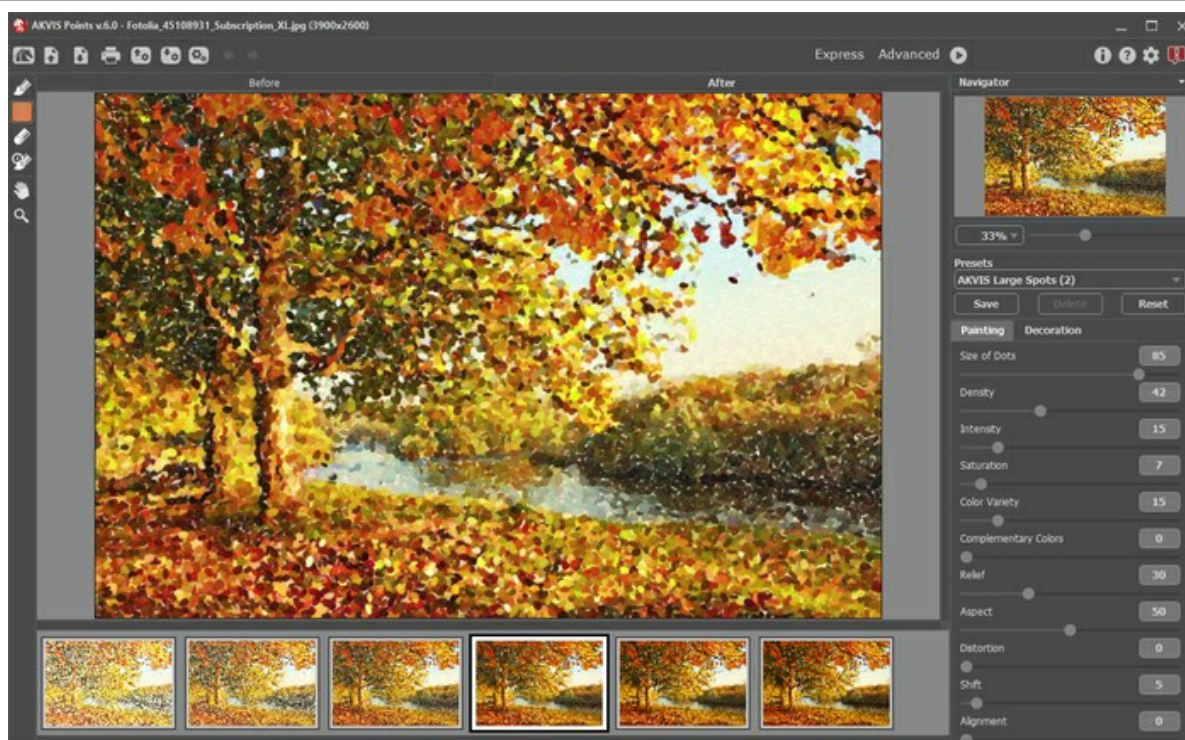 AKVIS Points v.6.0 - Fotolia_45108931_Subscription_XL.jpg (3900x2600)
Express Advanced
Before After
Navigator
33%
Presets
AKVIS Large Spots (2)
Save Delete Reset
Painting Decoration
Size of Dots 85
Density 42
Intensity 15
Saturation 7
Color Variety 15
Complementary Colors 0
Relief 30
Aspect 50
Distortion 0
Shift 5
Alignment 0